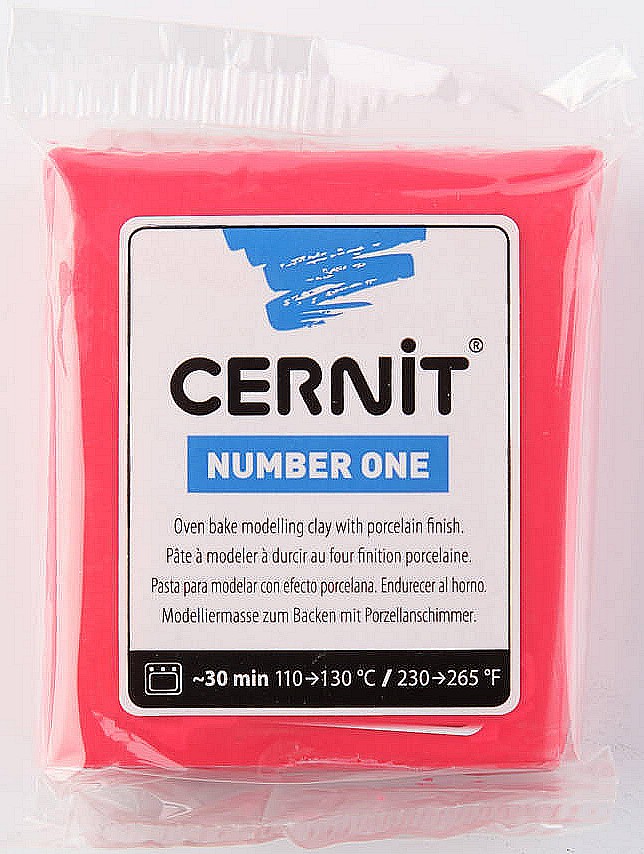 CERNiT®
NUMBER ONE
Oven bake modelling clay with porcelain finish.
Pâte à modeler à durcir au four finition porcelaine.
Pasta para modelar con efecto porcelana. Endurecer al horno.
Modelliermasse zum Backen mit Porzellanschimmer.
~30 min 110→130 °C / 230→265 °F